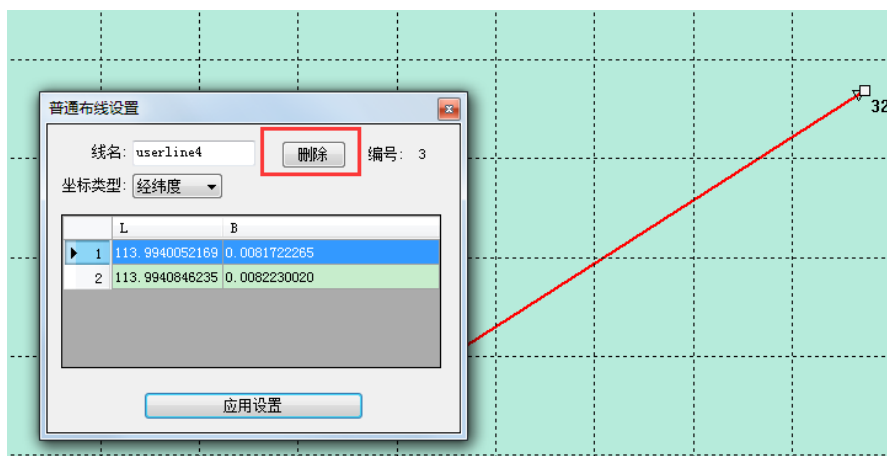 普通布线设置
线名: userline4 删除 编号: 3
坐标类型: 经纬度
L B
1 113.9940052169 0.0081722265
2 113.9940846235 0.0082230020
应用设置
32